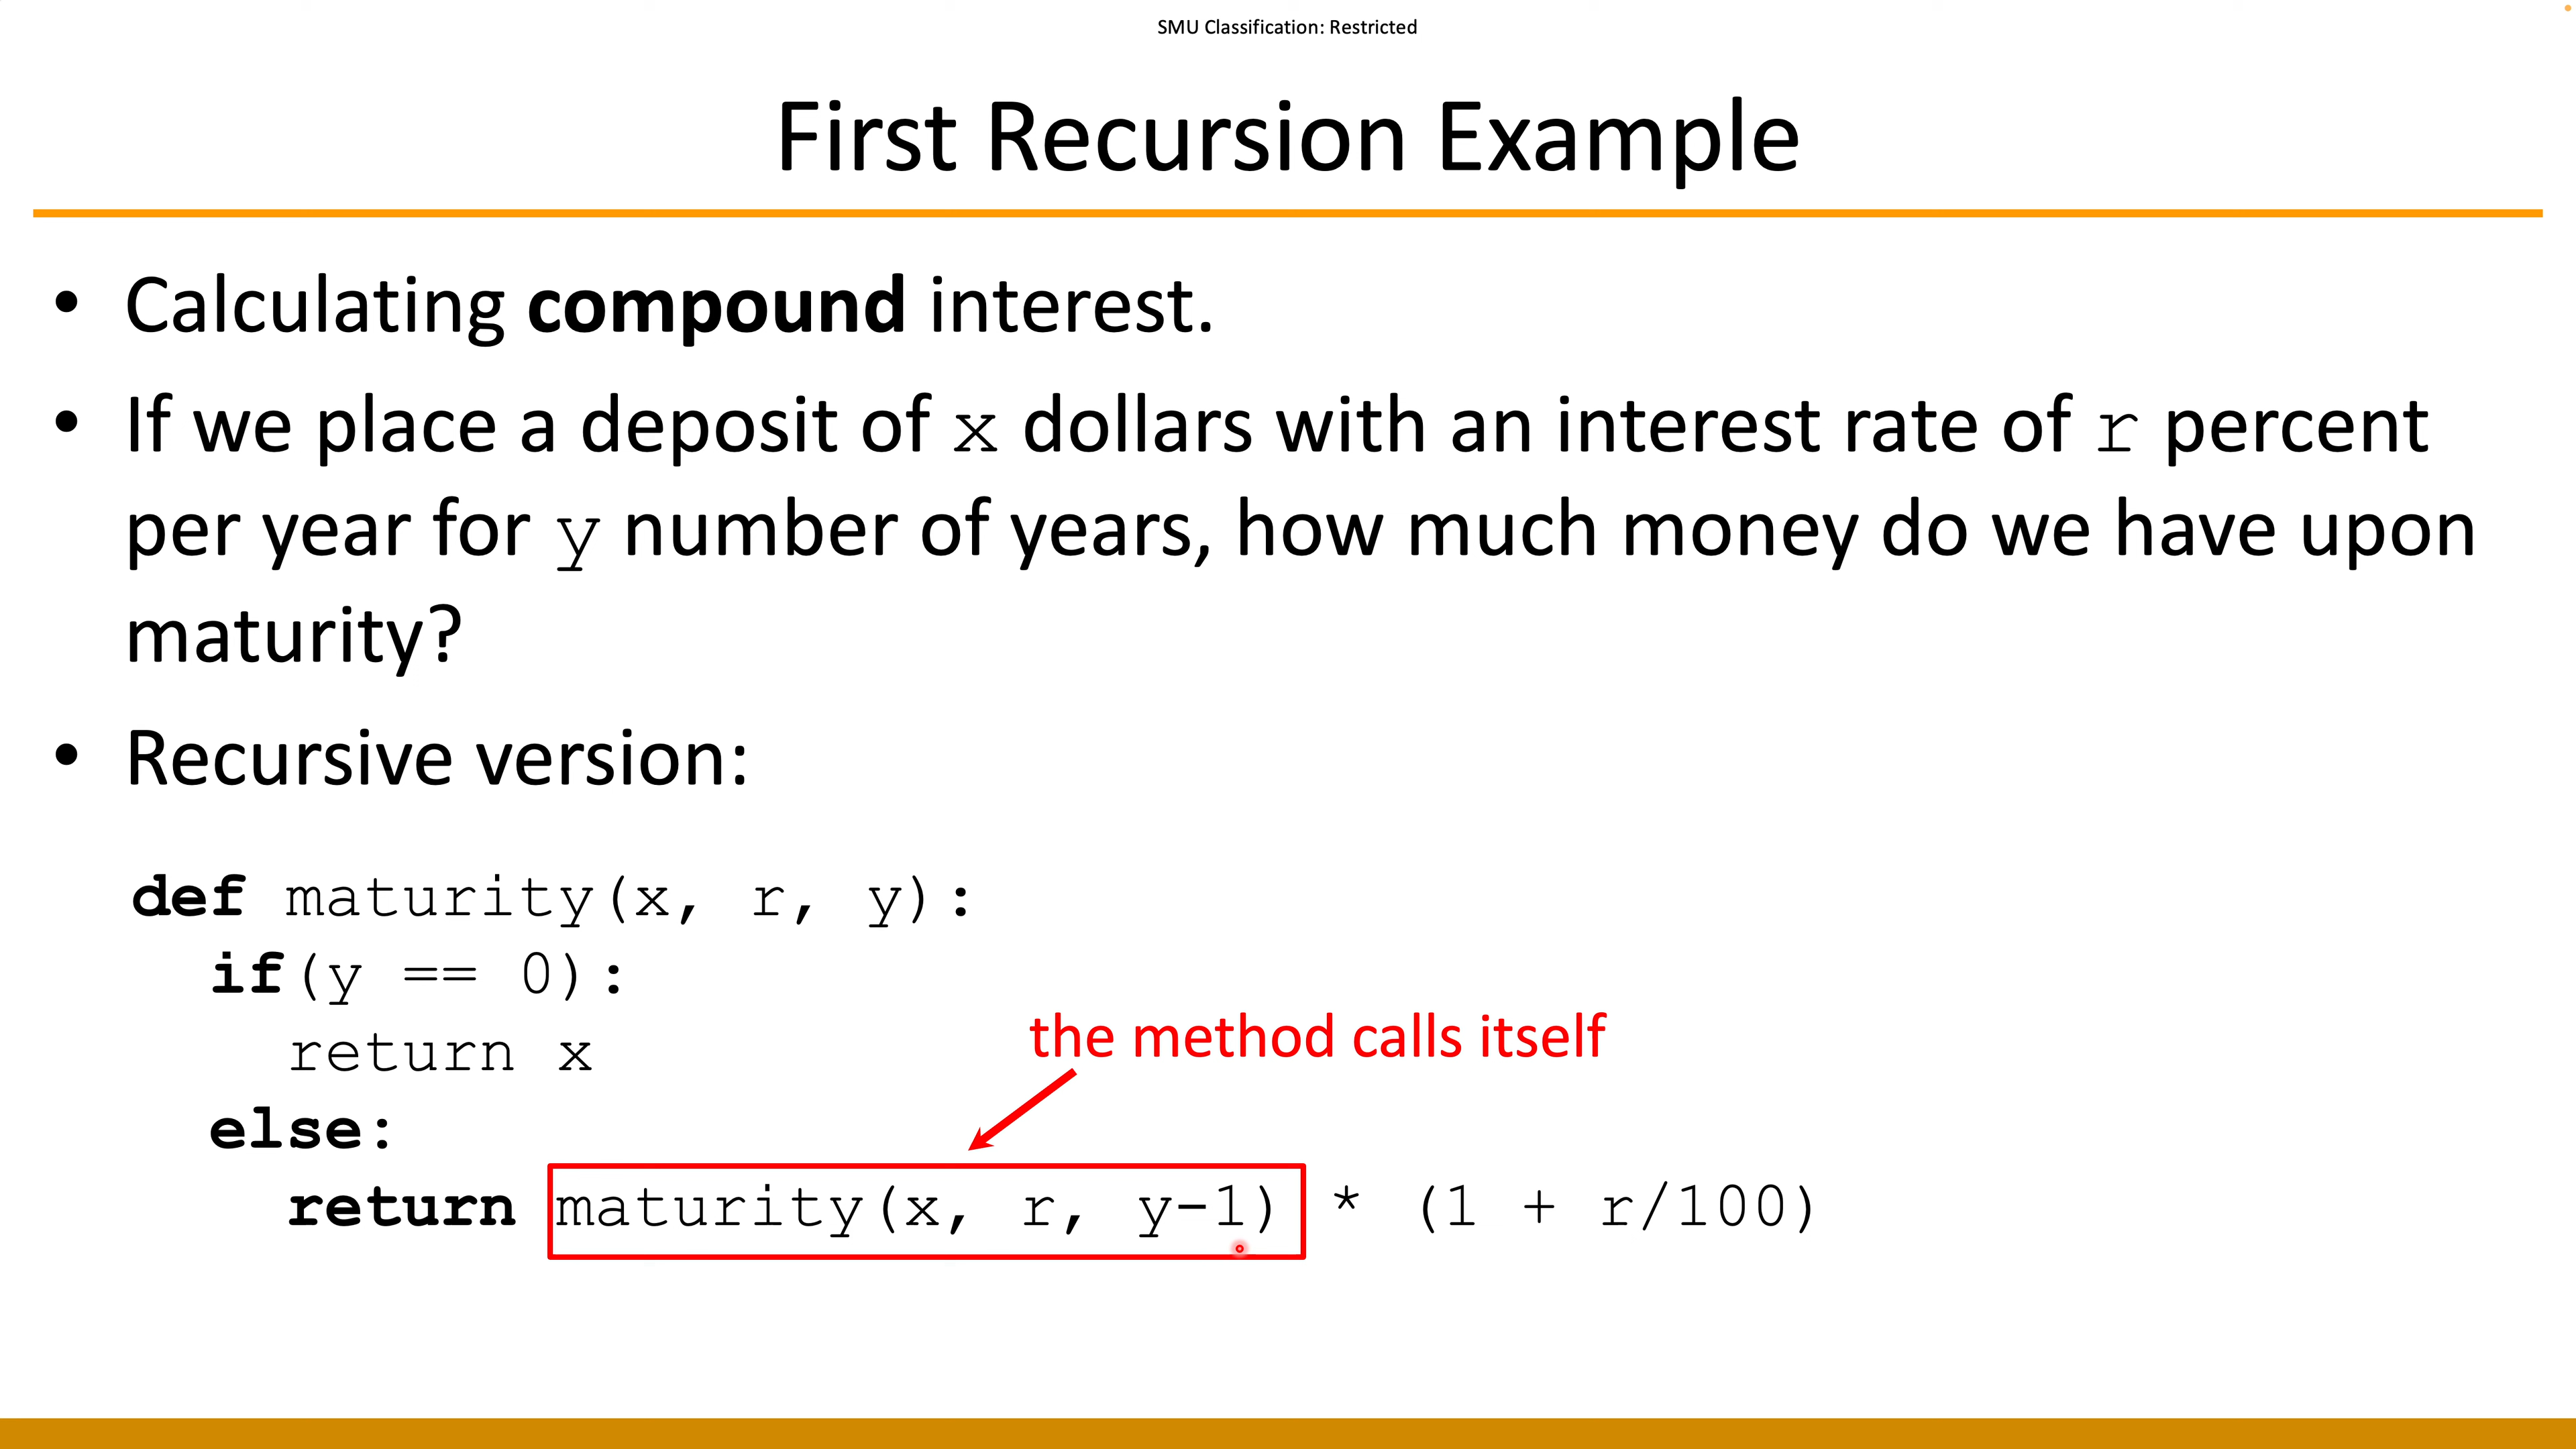 SMU Classification: Restricted
First Recursion Example
• Calculating compound interest.
• If we place a deposit of x dollars with an interest rate of r percent
per year for y number of years, how much money do we have upon
maturity?
• Recursive version:
def maturity(x, r, y):
  if(y == 0):
    return x
the method calls itself
  else:
    return maturity(x, r, y-1) * (1 + r/100)